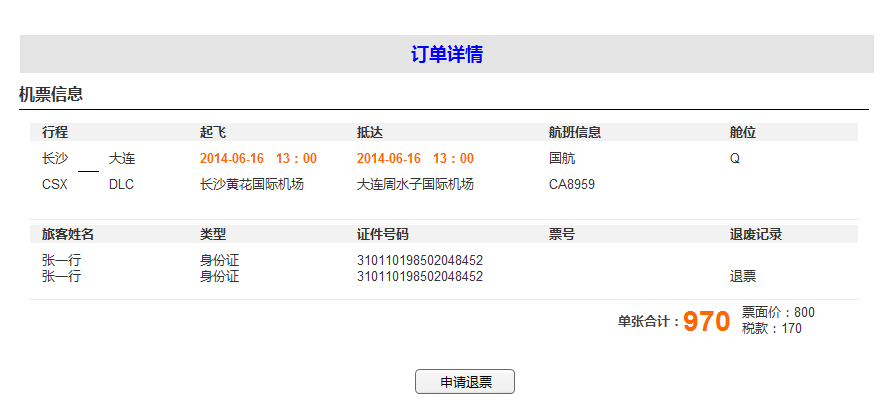 订单详情
机票信息
行程 起飞 抵达 航班信息 舱位
长沙 大连 2014-06-16 13：00 2014-06-16 13：00 国航 Q
CSX DLC 长沙黄花国际机场 大连周水子国际机场 CA8959
旅客姓名 类型 证件号码 票号 退废记录
张一行 身份证 310110198502048452
张一行 身份证 310110198502048452 退票
单张合计：970 票面价：800
税款：170
申请退票